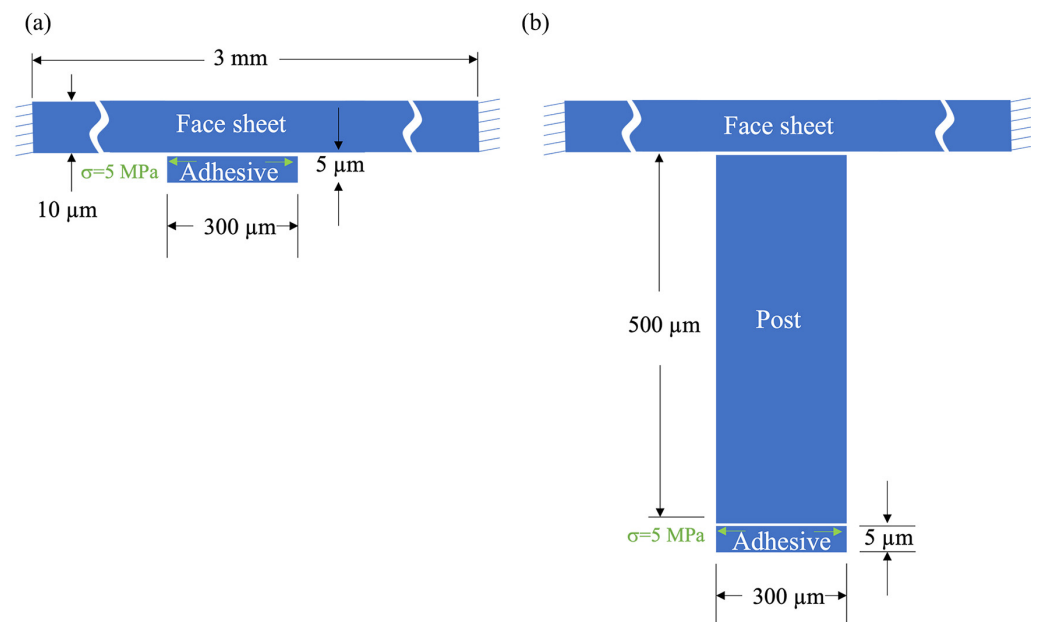 (a)
3 mm
Face sheet
σ=5 MPa
Adhesive
5 µm
10 µm
300 µm
(b)
Face sheet
500 µm
Post
σ=5 MPa
Adhesive
5 µm
300 µm